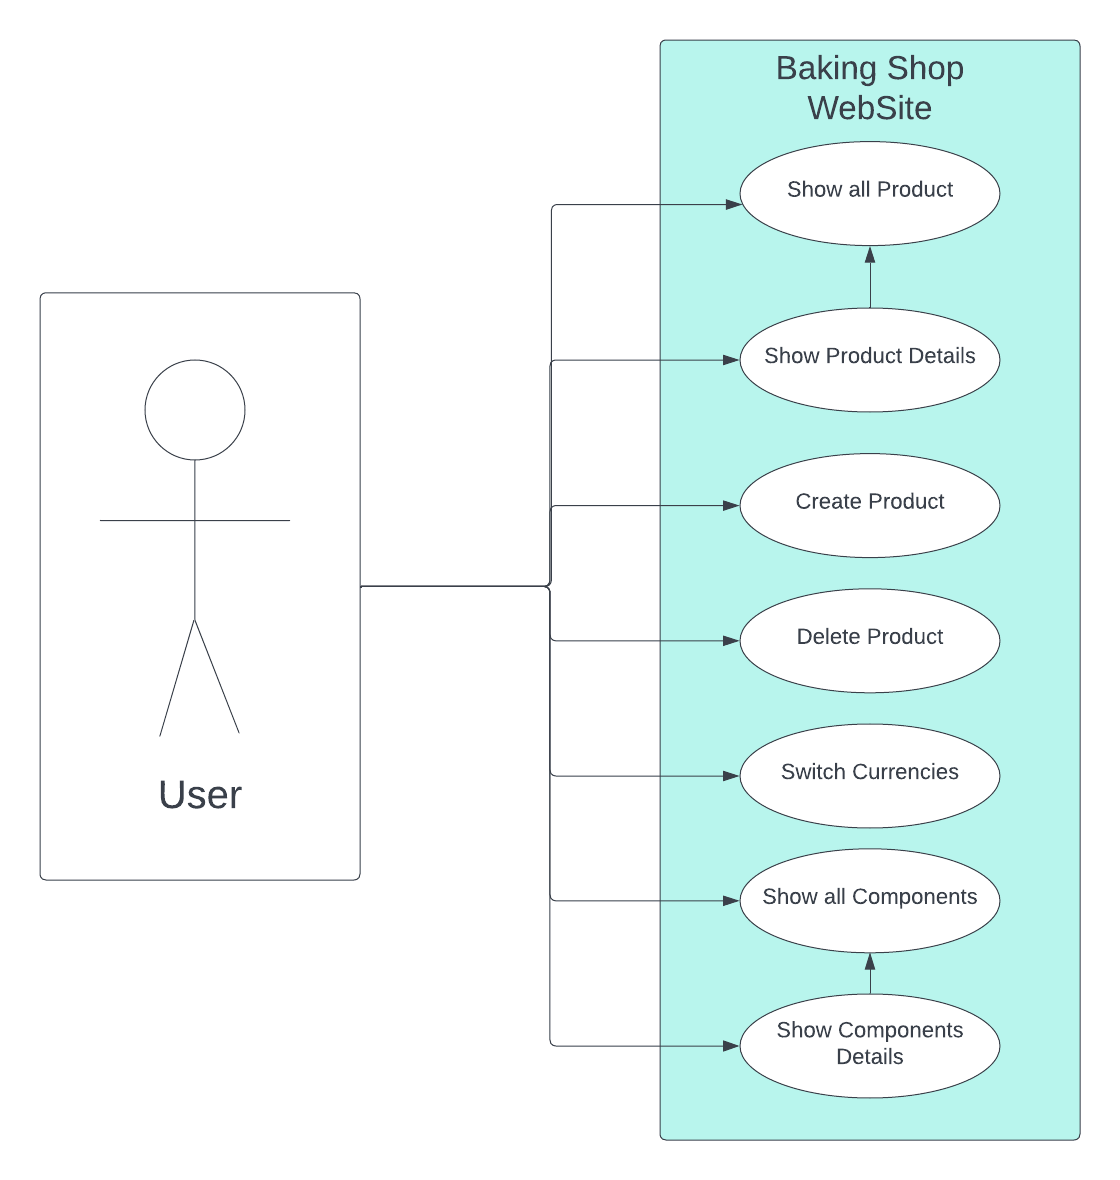 Baking Shop
WebSite
Show all Product
Show Product Details
Create Product
Delete Product
Switch Currencies
User
Show all Components
Show Components
Details